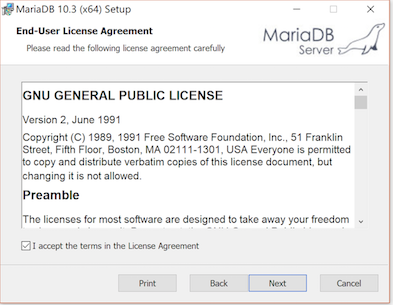 MariaDB 10.3 (x64) Setup
End-User License Agreement
Please read the following license agreement carefully
MariaDB
Server
GNU GENERAL PUBLIC LICENSE
Version 2, June 1991
Copyright (C) 1989, 1991 Free Software Foundation, Inc., 51 Franklin
Street, Fifth Floor, Boston, MA 02111-1301, USA Everyone is permitted
to copy and distribute verbatim copies of this license document, but
changing it is not allowed.
Preamble
The licenses for most software are designed to take away your freedom
I accept the terms in the License Agreement
Print
Back
Next
Cancel